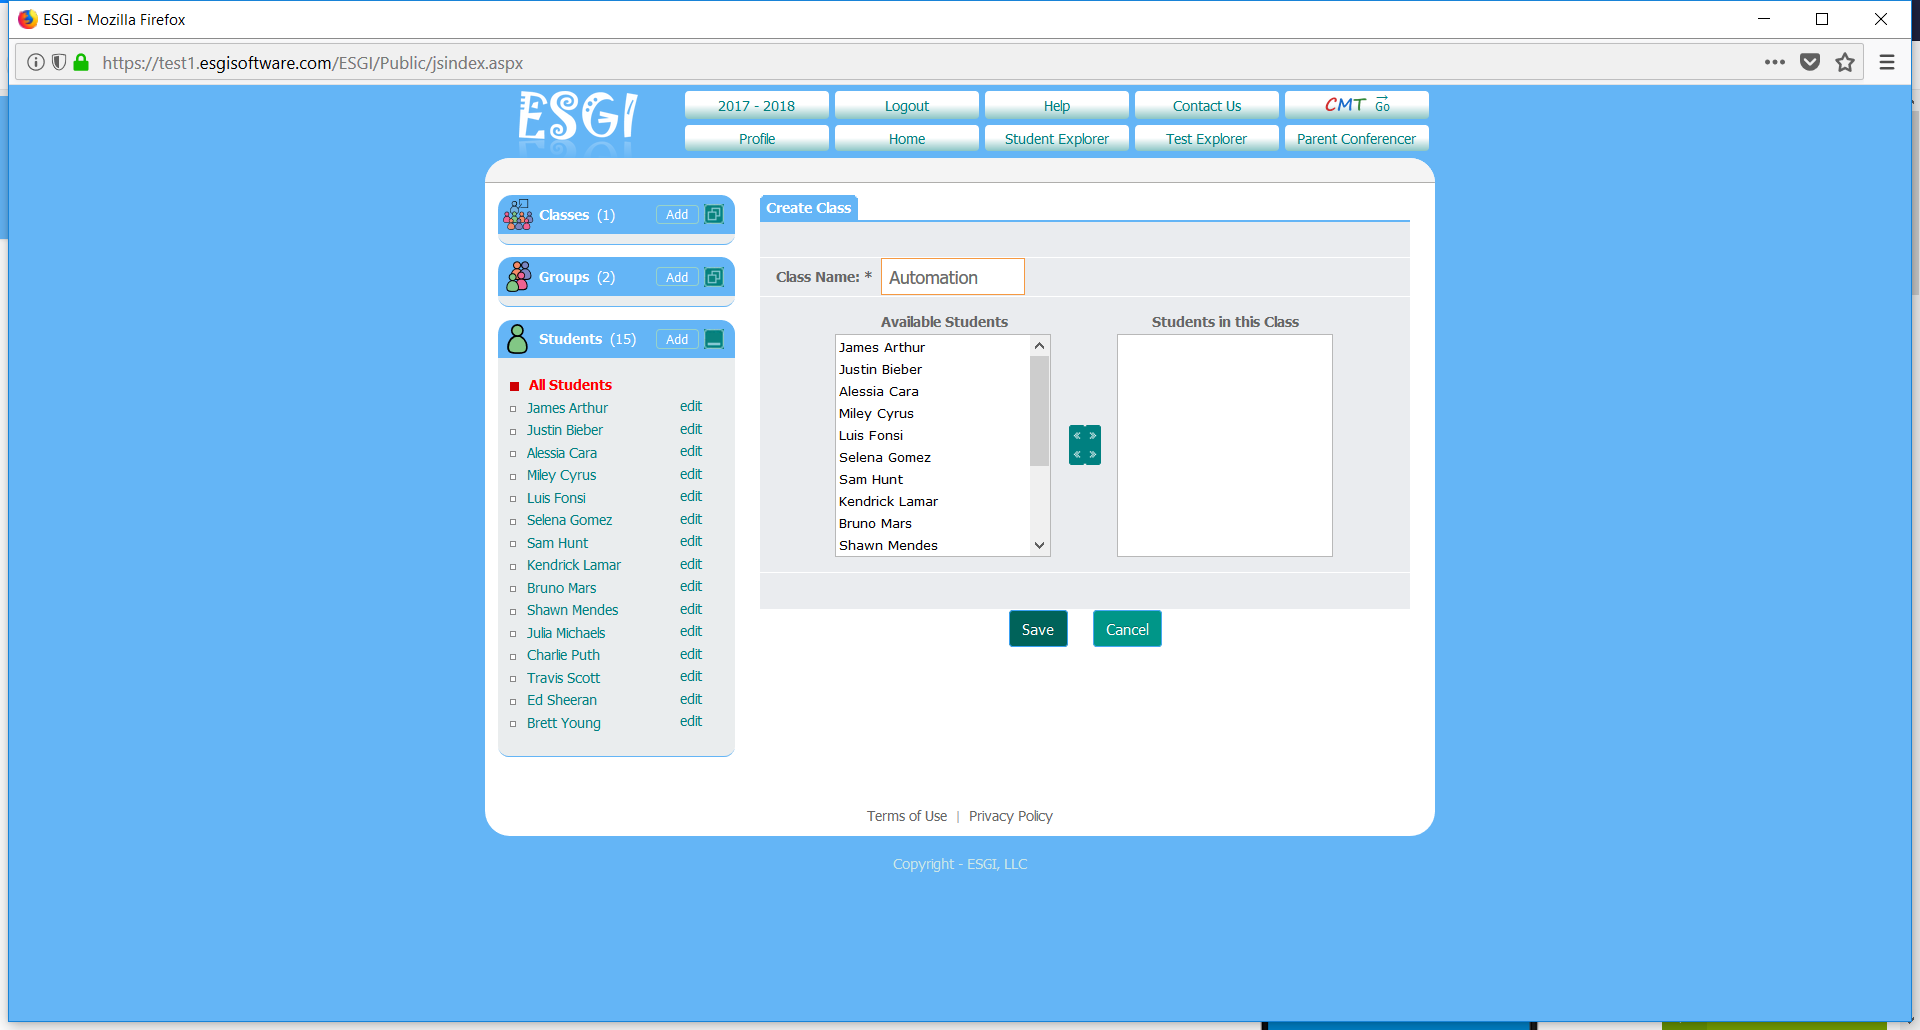 ESGI - Mozilla Firefox
https://test1.esgisoftware.com/ESGI/Public/jsindex.aspx
ESGI
2017 - 2018 Logout Help Contact Us CMT Go
Profile Home Student Explorer Test Explorer Parent Conferencer
Classes (1) Add
Groups (2) Add
Students (15) Add
All Students
James Arthur edit
Justin Bieber edit
Alessia Cara edit
Miley Cyrus edit
Luis Fonsi edit
Selena Gomez edit
Sam Hunt edit
Kendrick Lamar edit
Bruno Mars edit
Shawn Mendes edit
Julia Michaels edit
Charlie Puth edit
Travis Scott edit
Ed Sheeran edit
Brett Young edit
Create Class
Class Name: * Automation
Available Students
James Arthur
Justin Bieber
Alessia Cara
Miley Cyrus
Luis Fonsi
Selena Gomez
Sam Hunt
Kendrick Lamar
Bruno Mars
Shawn Mendes
Students in this Class
Save Cancel
Terms of Use | Privacy Policy
Copyright - ESGI, LLC